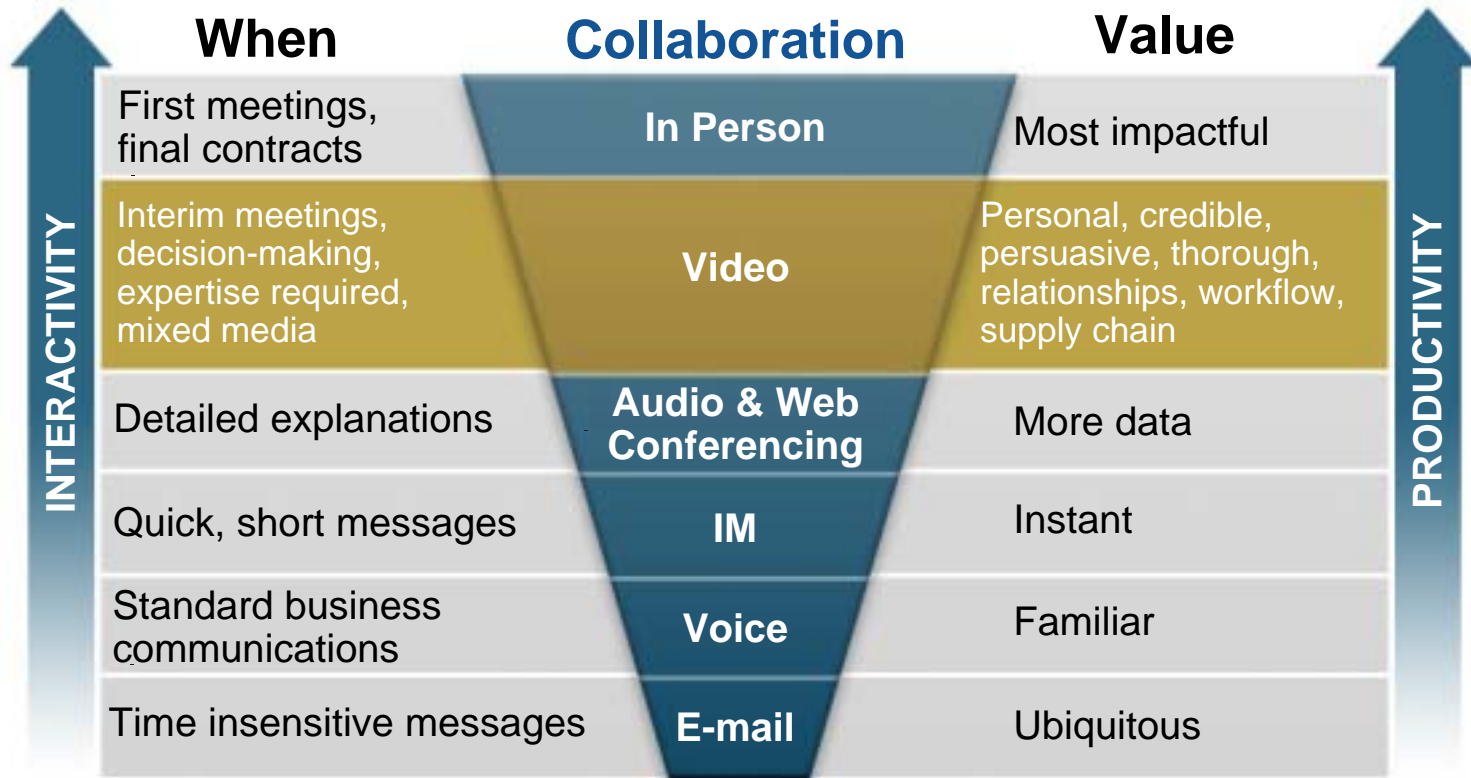 When
Collaboration
Value
INTERACTIVITY
PRODUCTIVITY
First meetings,
final contracts
In Person
Most impactful
Interim meetings,
decision-making,
expertise required,
mixed media
Video
Personal, credible,
persuasive, thorough,
relationships, workflow,
supply chain
Detailed explanations
Audio & Web
Conferencing
More data
Quick, short messages
IM
Instant
Standard business
communications
Voice
Familiar
Time insensitive messages
E-mail
Ubiquitous